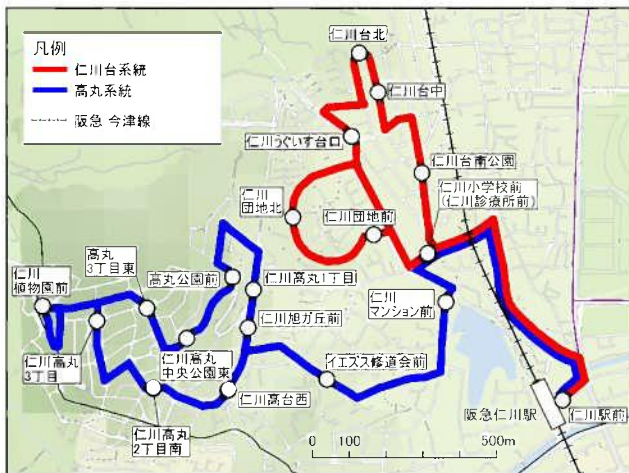 凡例
仁川台系統
高丸系統
阪急 今津線
仁川台北
仁川台中
仁川うぐいす台口
仁川台南公園
仁川小学校前
(仁川診療所前)
仁川
団地北
仁川団地前
高丸
3丁目東
高丸公園前
仁川高丸1丁目
仁川
植物園前
仁川
マンション前
仁川旭ガ丘前
仁川高丸
3丁目
仁川高丸
中央公園東
イエズス修道会前
仁川高台西
仁川高丸
2丁目南
阪急仁川駅
仁川駅前
0 100 500m